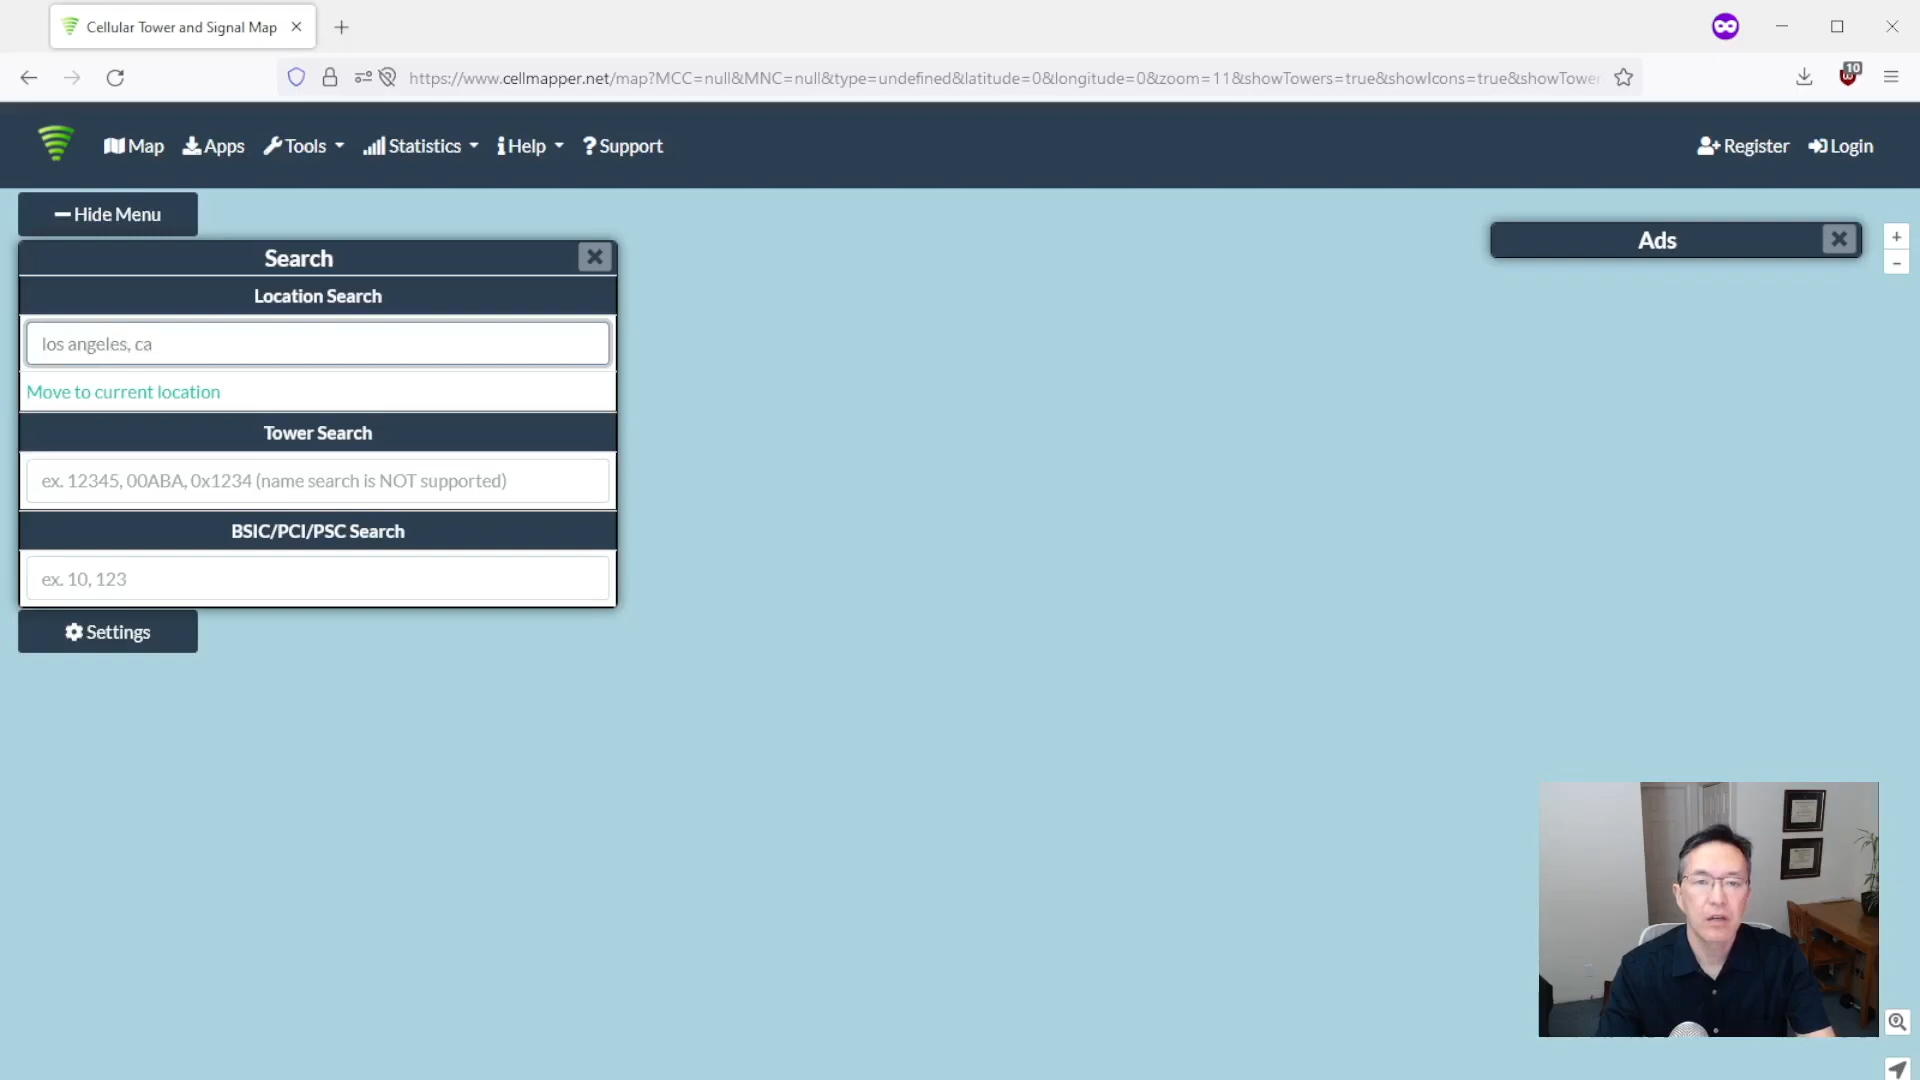 Cellular Tower and Signal Map
https://www.cellmapper.net/map?MCC=null&MNC=null&type=undefined&latitude=0&longitude=0&zoom=11&showTowers=true&showIcons=true&showTower
10
Map
Apps
Tools
Statistics
Help
Support
Register
Login
Hide Menu
Search
Location Search
los angeles, ca
Move to current location
Tower Search
ex. 12345, 00ABA, 0x1234 (name search is NOT supported)
BSIC/PCI/PSC Search
ex. 10, 123
Settings
Ads